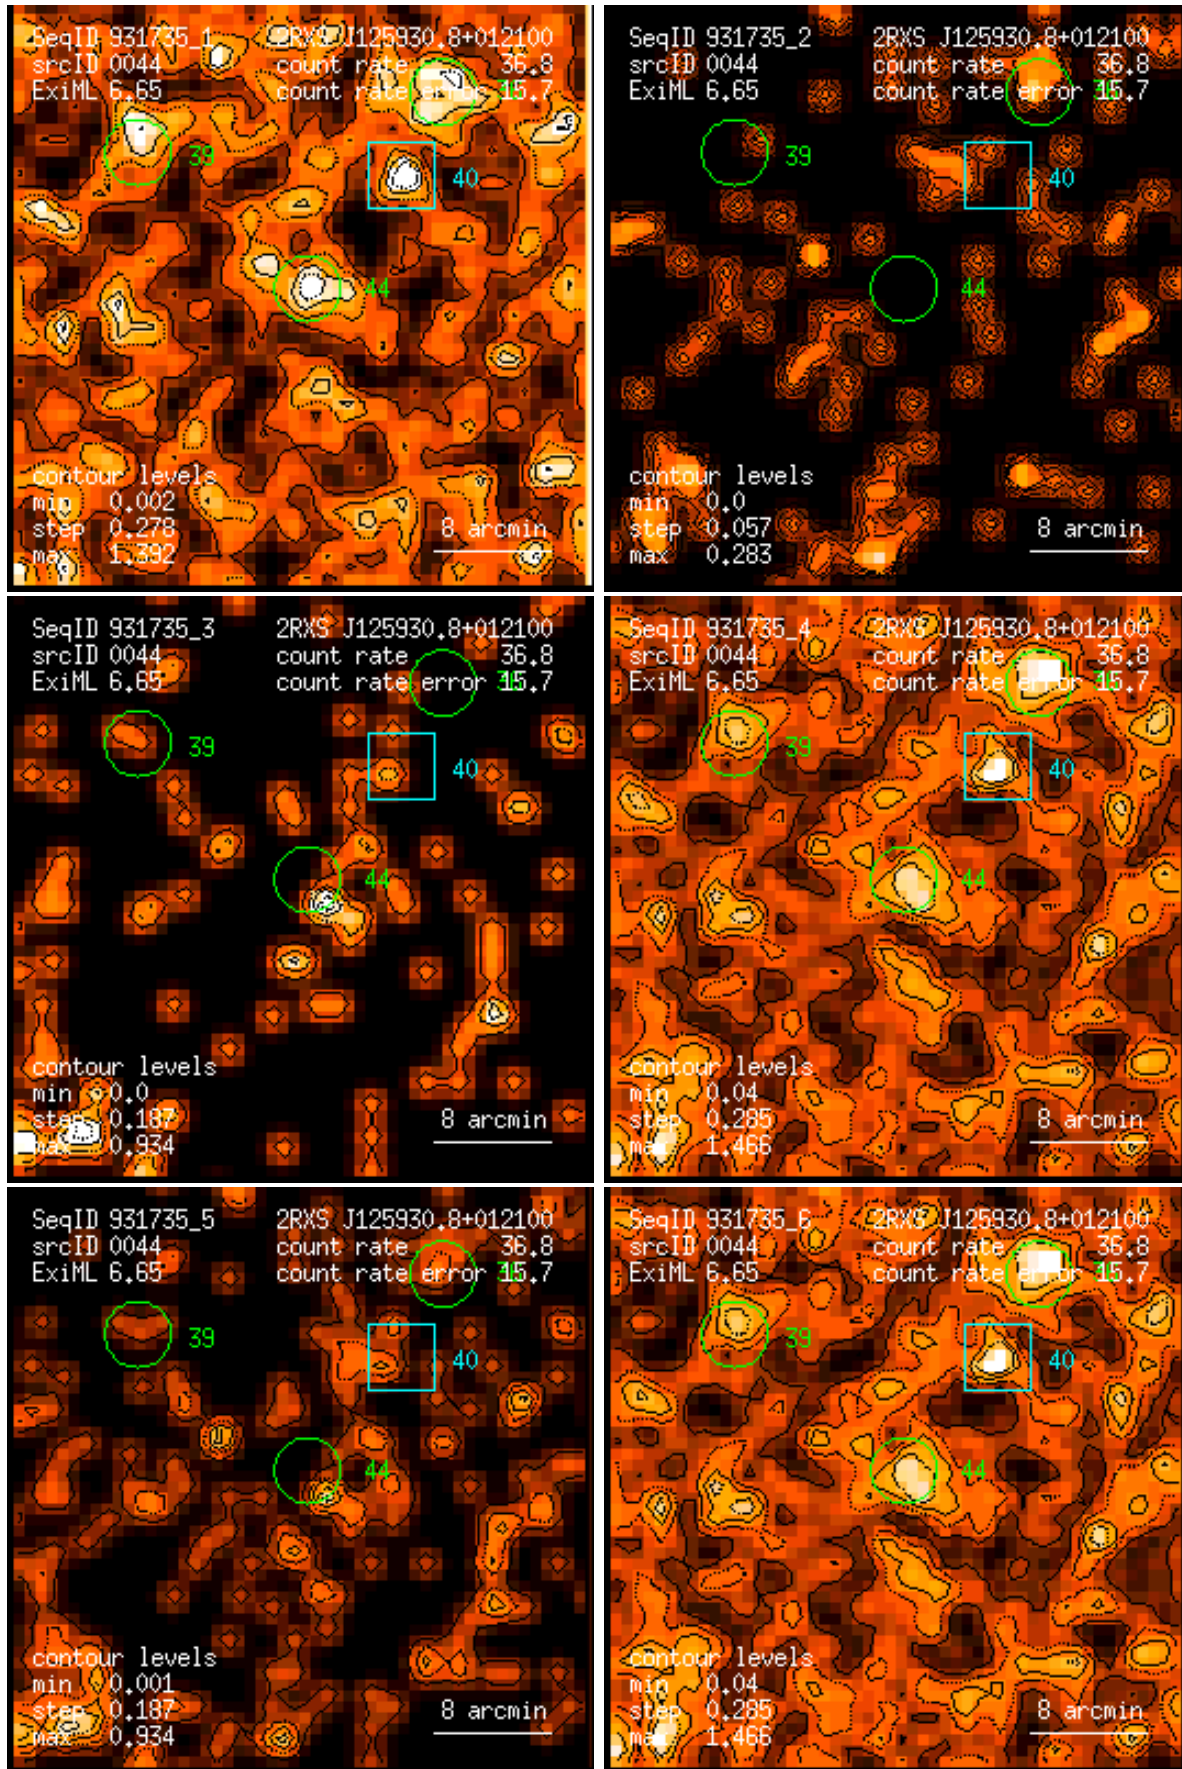 SeqID 931735_1 2RXS J125930.8+012100
srcID 0044 count rate 36.8
ExiML 6.65 count rate error 15.7
39
40
44
contour levels
min 0.002
step 0.278
max 1.392
8 arcmin
SeqID 931735_2 2RXS J125930.8+012100
srcID 0044 count rate 36.8
ExiML 6.65 count rate error 15.7
39
40
44
contour levels
min 0.0
step 0.057
max 0.283
8 arcmin
SeqID 931735_3 2RXS J125930.8+012100
srcID 0044 count rate 36.8
ExiML 6.65 count rate error 15.7
39
40
44
contour levels
min 0.0
step 0.187
max 0.934
8 arcmin
SeqID 931735_4 2RXS J125930.8+012100
srcID 0044 count rate 36.8
ExiML 6.65 count rate error 15.7
39
40
44
contour levels
min 0.04
step 0.285
max 1.466
8 arcmin
SeqID 931735_5 2RXS J125930.8+012100
srcID 0044 count rate 36.8
ExiML 6.65 count rate error 15.7
39
40
44
contour levels
min 0.001
step 0.187
max 0.934
8 arcmin
SeqID 931735_6 2RXS J125930.8+012100
srcID 0044 count rate 36.8
ExiML 6.65 count rate error 15.7
39
40
44
contour levels
min 0.04
step 0.285
max 1.466
8 arcmin